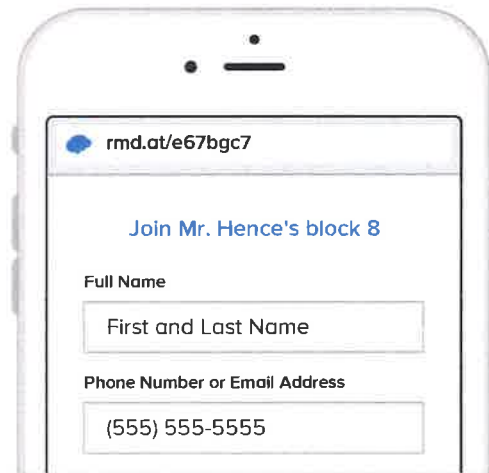 rmd.at/e67bgc7
Join Mr. Hence's block 8
Full Name
First and Last Name
Phone Number or Email Address
(555) 555-5555